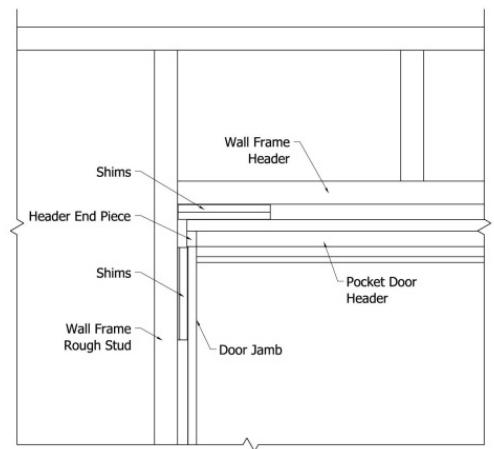 Wall Frame
Header
Shims
Header End Piece
Shims
Pocket Door
Header
Wall Frame
Rough Stud
Door Jamb